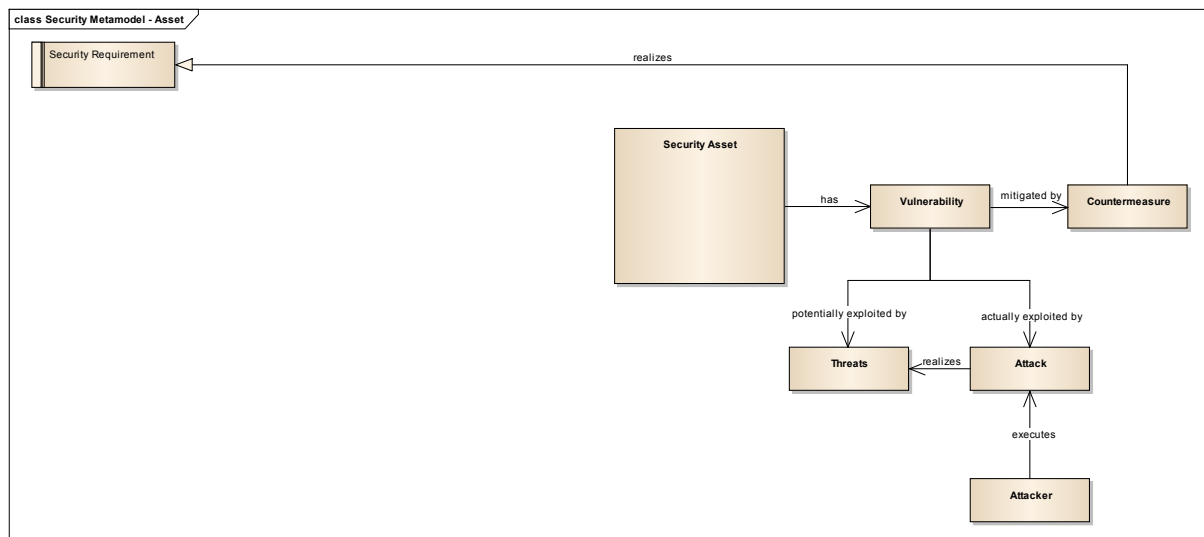 class Security Metamodel - Asset
Security Requirement
realizes
Security Asset
has
Vulnerability
mitigated by
Countermeasure
potentially exploited by
actually exploited by
Threats
realizes
Attack
executes
Attacker